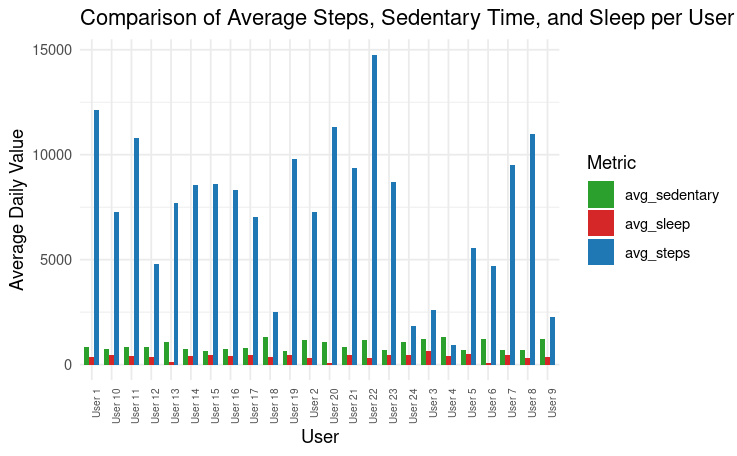 Comparison of Average Steps, Sedentary Time, and Sleep per User
Average Daily Value
15000
10000
5000
0
User 1
User 10
User 11
User 12
User 13
User 14
User 15
User 16
User 17
User 18
User 19
User 2
User 20
User 21
User 22
User 23
User 24
User 3
User 4
User 5
User 6
User 7
User 8
User 9
User
Metric
avg_sedentary
avg_sleep
avg_steps